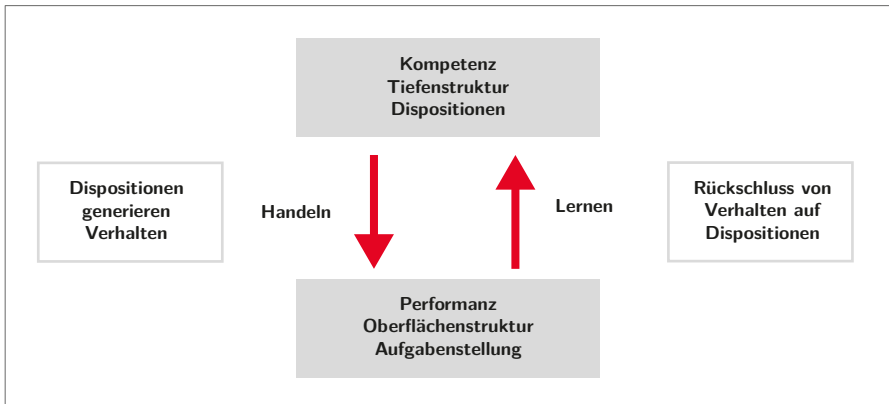 Kompetenz
Tiefenstruktur
Dispositionen
Dispositionen
generieren
Verhalten
Handeln
Lernen
Rückschluss von
Verhalten auf
Dispositionen
Performanz
Oberflächenstruktur
Aufgabenstellung